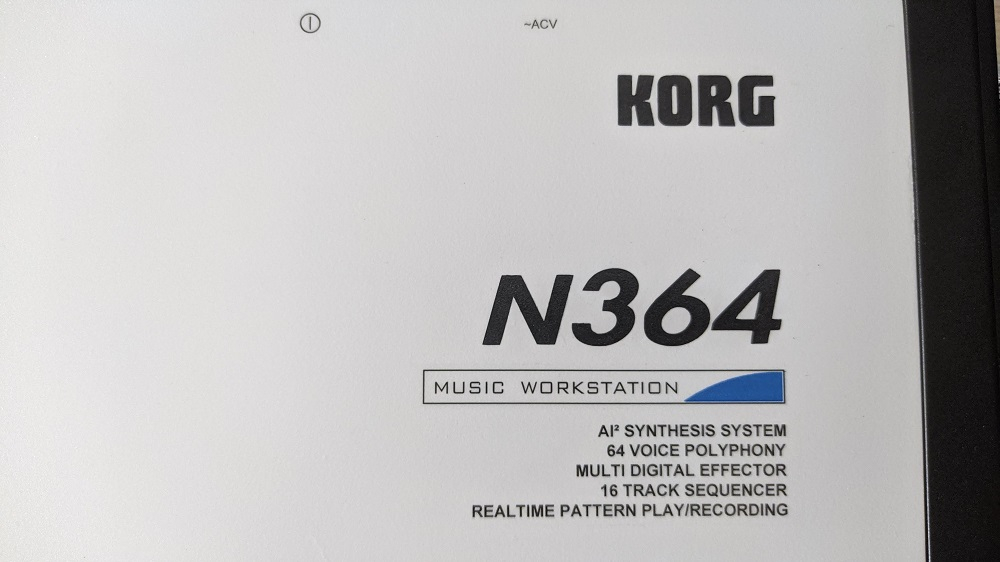 ~ACV
KORG
N364
MUSIC WORKSTATION
AI² SYNTHESIS SYSTEM
64 VOICE POLYPHONY
MULTI DIGITAL EFFECTOR
16 TRACK SEQUENCER
REALTIME PATTERN PLAY/RECORDING